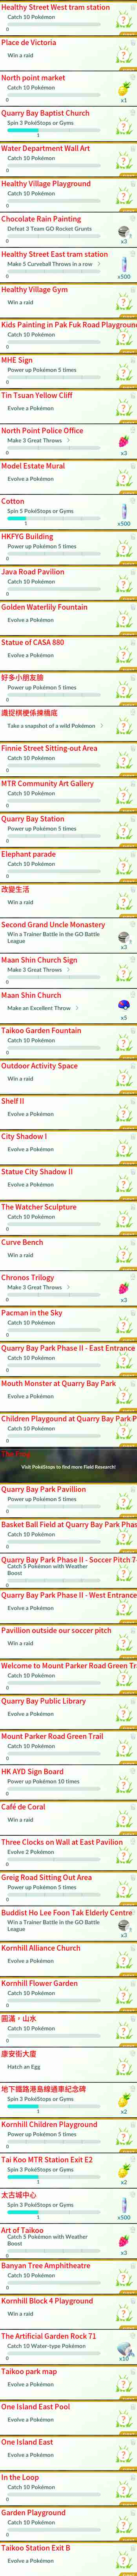 Healthy Street West tram station
Catch 10 Pokémon
0
Place de Victoria
Win a raid
North point market
Catch 10 Pokémon
x1
0
Quarry Bay Baptist Church
Spin 3 PokéStops or Gyms
1
Water Department Wall Art
Catch 10 Pokémon
0
Healthy Village Playground
Catch 10 Pokémon
0
Chocolate Rain Painting
Defeat 3 Team GO Rocket Grunts
x3
0
Healthy Street East tram station
Make 5 Curveball Throws in a row
x500
0
Healthy Village Gym
Win a raid
Kids Painting in Pak Fuk Road Playground
Catch 10 Pokémon
0
MHE Sign
Power up Pokémon 5 times
0
Tin Tsuan Yellow Cliff
Evolve a Pokémon
North Point Police Office
Make 3 Great Throws
x3
0
Model Estate Mural
Evolve a Pokémon
Cotton
Spin 5 PokéStops or Gyms
x500
1
HKFYG Building
Power up Pokémon 5 times
0
Java Road Pavilion
Catch 10 Pokémon
0
Golden Waterlily Fountain
Evolve a Pokémon
Statue of CASA 880
Evolve a Pokémon
好多小朋友臉
Power up Pokémon 5 times
0
Take a snapshot of a wild Pokémon
Finnie Street Sitting-out Area
Catch 10 Pokémon
0
MTR Community Art Gallery
Catch 10 Pokémon
0
Quarry Bay Station
Power up Pokémon 5 times
0
Elephant parade
Catch 10 Pokémon
0
改變生活
Win a raid
Second Grand Uncle Monastery
Win a Trainer Battle in the GO Battle
League
x3
Maan Shin Church Sign
Make 3 Great Throws
x3
0
Maan Shin Church
Make an Excellent Throw
x5
Taikoo Garden Fountain
Catch 10 Pokémon
0
Outdoor Activity Space
Win a raid
Shelf II
Evolve a Pokémon
City Shadow I
Evolve a Pokémon
Statue City Shadow II
Evolve a Pokémon
The Watcher Sculpture
Catch 10 Pokémon
0
Curve Bench
Win a raid
Chronos Trilogy
Make 3 Great Throws
x3
0
Pacman in the Sky
Catch 10 Pokémon
0
Quarry Bay Park Phase II - East Entrance
Catch 10 Pokémon
0
Mouth Monster at Quarry Bay Park
Evolve a Pokémon
Children Playgound at Quarry Bay Park P
Catch 10 Pokémon
0
Visit PokéStops to find more Field Research!
Quarry Bay Park Pavillion
Power up Pokémon 5 times
0
Basket Ball Field at Quarry Bay Park Phas
Catch 10 Pokémon
0
Quarry Bay Park Phase II - Soccer Pitch 7-
Catch 5 Pokémon with Weather
Boost
0
Quarry Bay Park Phase II - West Entrance
Evolve a Pokémon
Pavillion outside our soccer pitch
Win a raid
Welcome to Mount Parker Road Green Tr
Catch 10 Pokémon
0
Quarry Bay Public Library
Evolve a Pokémon
Mount Parker Road Green Trail
Catch 10 Pokémon
0
HK AYD Sign Board
Power up Pokémon 10 times
0
Café de Coral
Win a raid
Three Clocks on Wall at East Pavilion
Evolve 2 Pokémon
0
Greig Road Sitting Out Area
Power up Pokémon 5 times
0
Buddist Ho Lee Foon Tak Elderly Centre
Win a Trainer Battle in the GO Battle
League
x3
Kornhill Alliance Church
Evolve a Pokémon
Kornhill Flower Garden
Catch 10 Pokémon
0
圓滿，山水
Catch 10 Pokémon
0
康安街大廈
Hatch an Egg
地下鐵路港島線通車紀念碑
Spin 3 PokéStops or Gyms
x2
1
Kornhill Children Playground
Power up Pokémon 5 times
0
Tai Koo MTR Station Exit E2
Spin 3 PokéStops or Gyms
x2
1
太古城中心
Spin 3 PokéStops or Gyms
x500
1
Art of Taikoo
Catch 5 Pokémon with Weather
Boost
x3
0
Banyan Tree Amphitheatre
Catch 10 Pokémon
0
Kornhill Block 4 Playground
Win a raid
The Artificial Garden Rock 71
Catch 10 Water-type Pokémon
x10
0
Taikoo park map
Evolve a Pokémon
One Island East Pool
Evolve a Pokémon
One Island East
Evolve a Pokémon
In the Loop
Catch 10 Pokémon
0
Garden Playground
Catch 10 Pokémon
0
Taikoo Station Exit B
Evolve a Pokémon